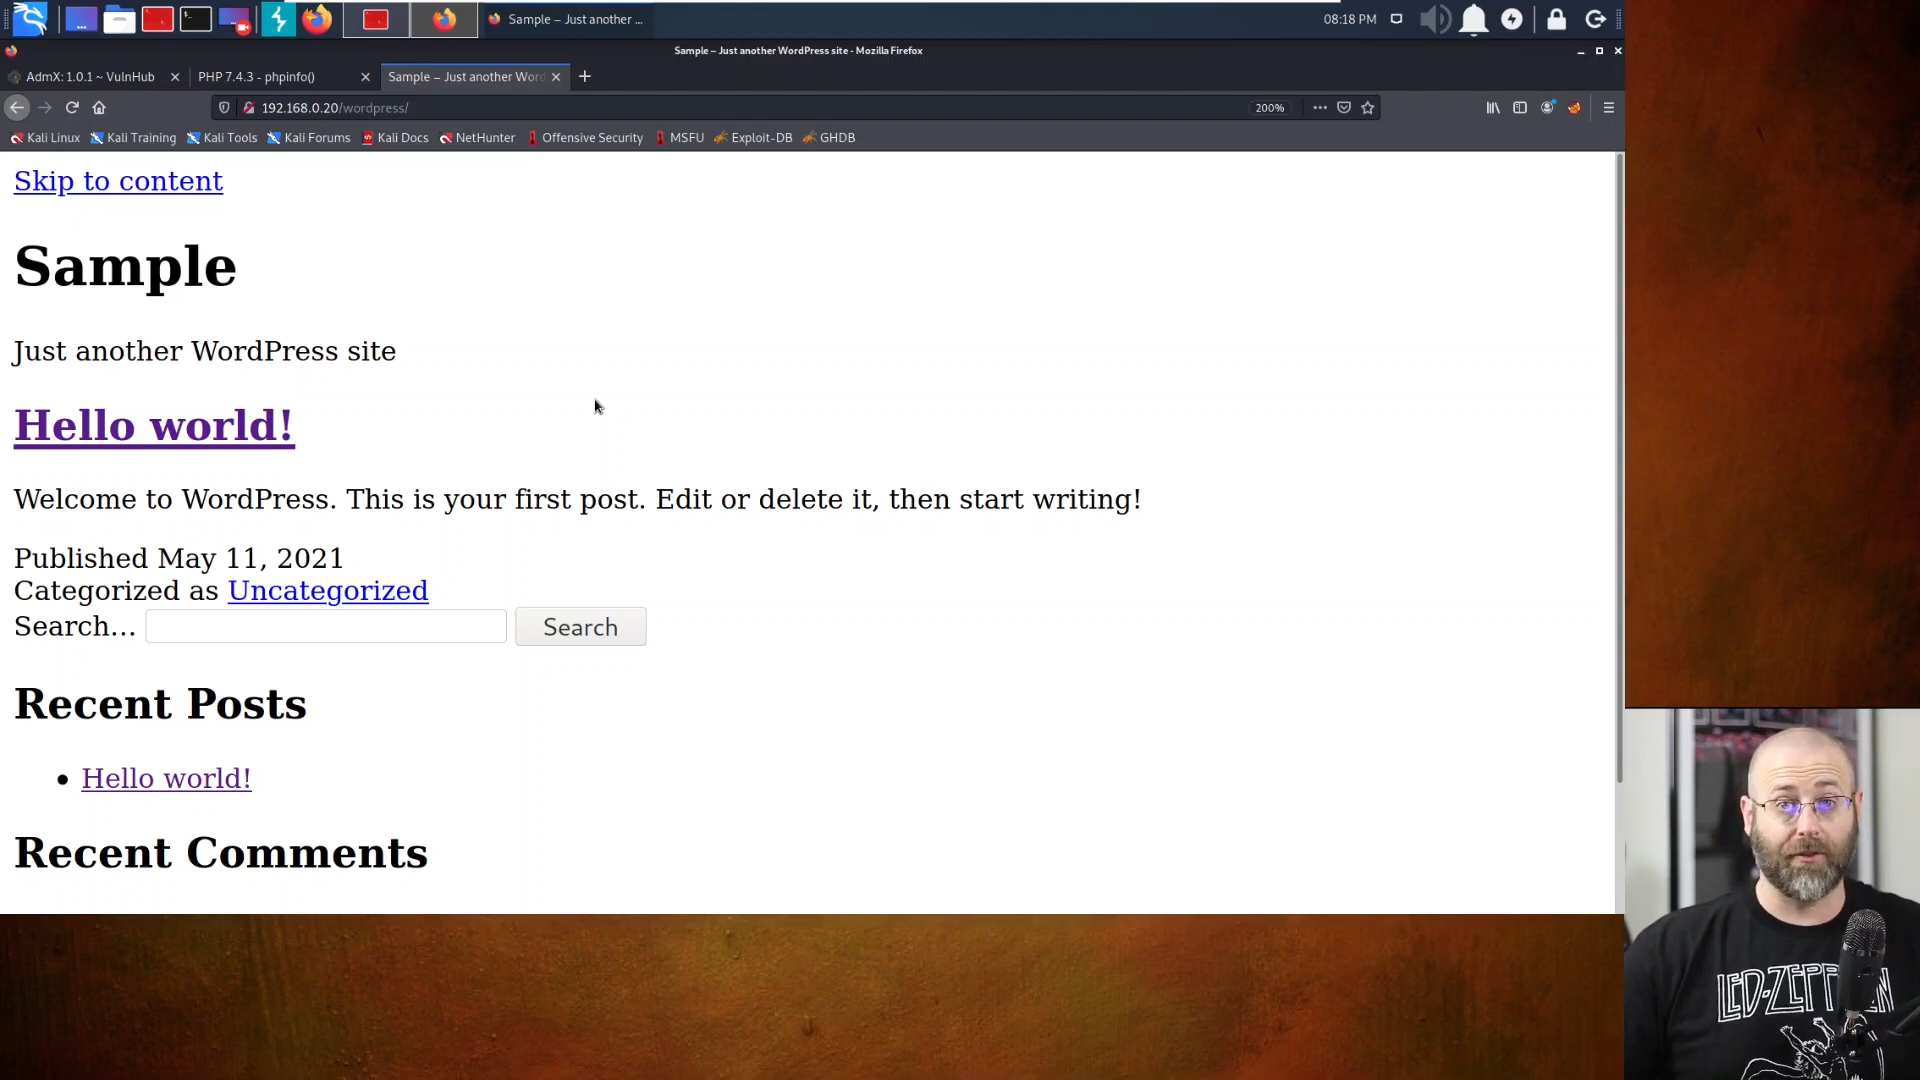 Sample – Just another ...
08:18 PM
Sample – Just another WordPress site - Mozilla Firefox
AdmX: 1.0.1 ~ VulnHub
PHP 7.4.3 - phpinfo()
Sample – Just another Word
192.168.0.20/wordpress/
200%
Kali Linux
Kali Training
Kali Tools
Kali Forums
Kali Docs
NetHunter
Offensive Security
MSFU
Exploit-DB
GHDB
Skip to content
Sample
Just another WordPress site
Hello world!
Welcome to WordPress. This is your first post. Edit or delete it, then start writing!
Published May 11, 2021
Categorized as Uncategorized
Search…
Search
Recent Posts
• Hello world!
Recent Comments